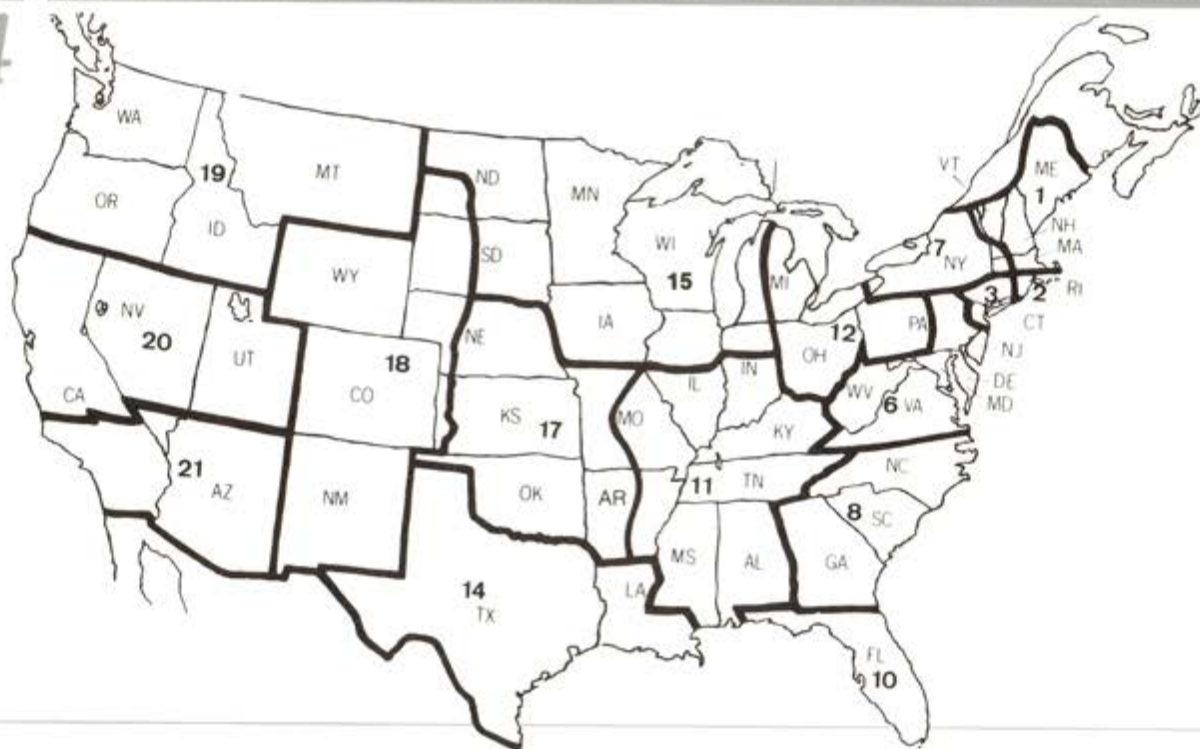 WA
MT
ND
MN
VT
ME
1
19
OR
ID
NH
MA
7
NY
WI
15
SD
WY
MI
RI
2
3
CT
NV
20
UT
18
NE
IA
12
PA
OH
NJ
IN
IL
DE
MD
CO
CA
KS
17
MO
WV
6
VA
KY
21
AZ
NM
OK
AR
11
TN
NC
8
SC
MS
AL
GA
14
TX
LA
FL
10